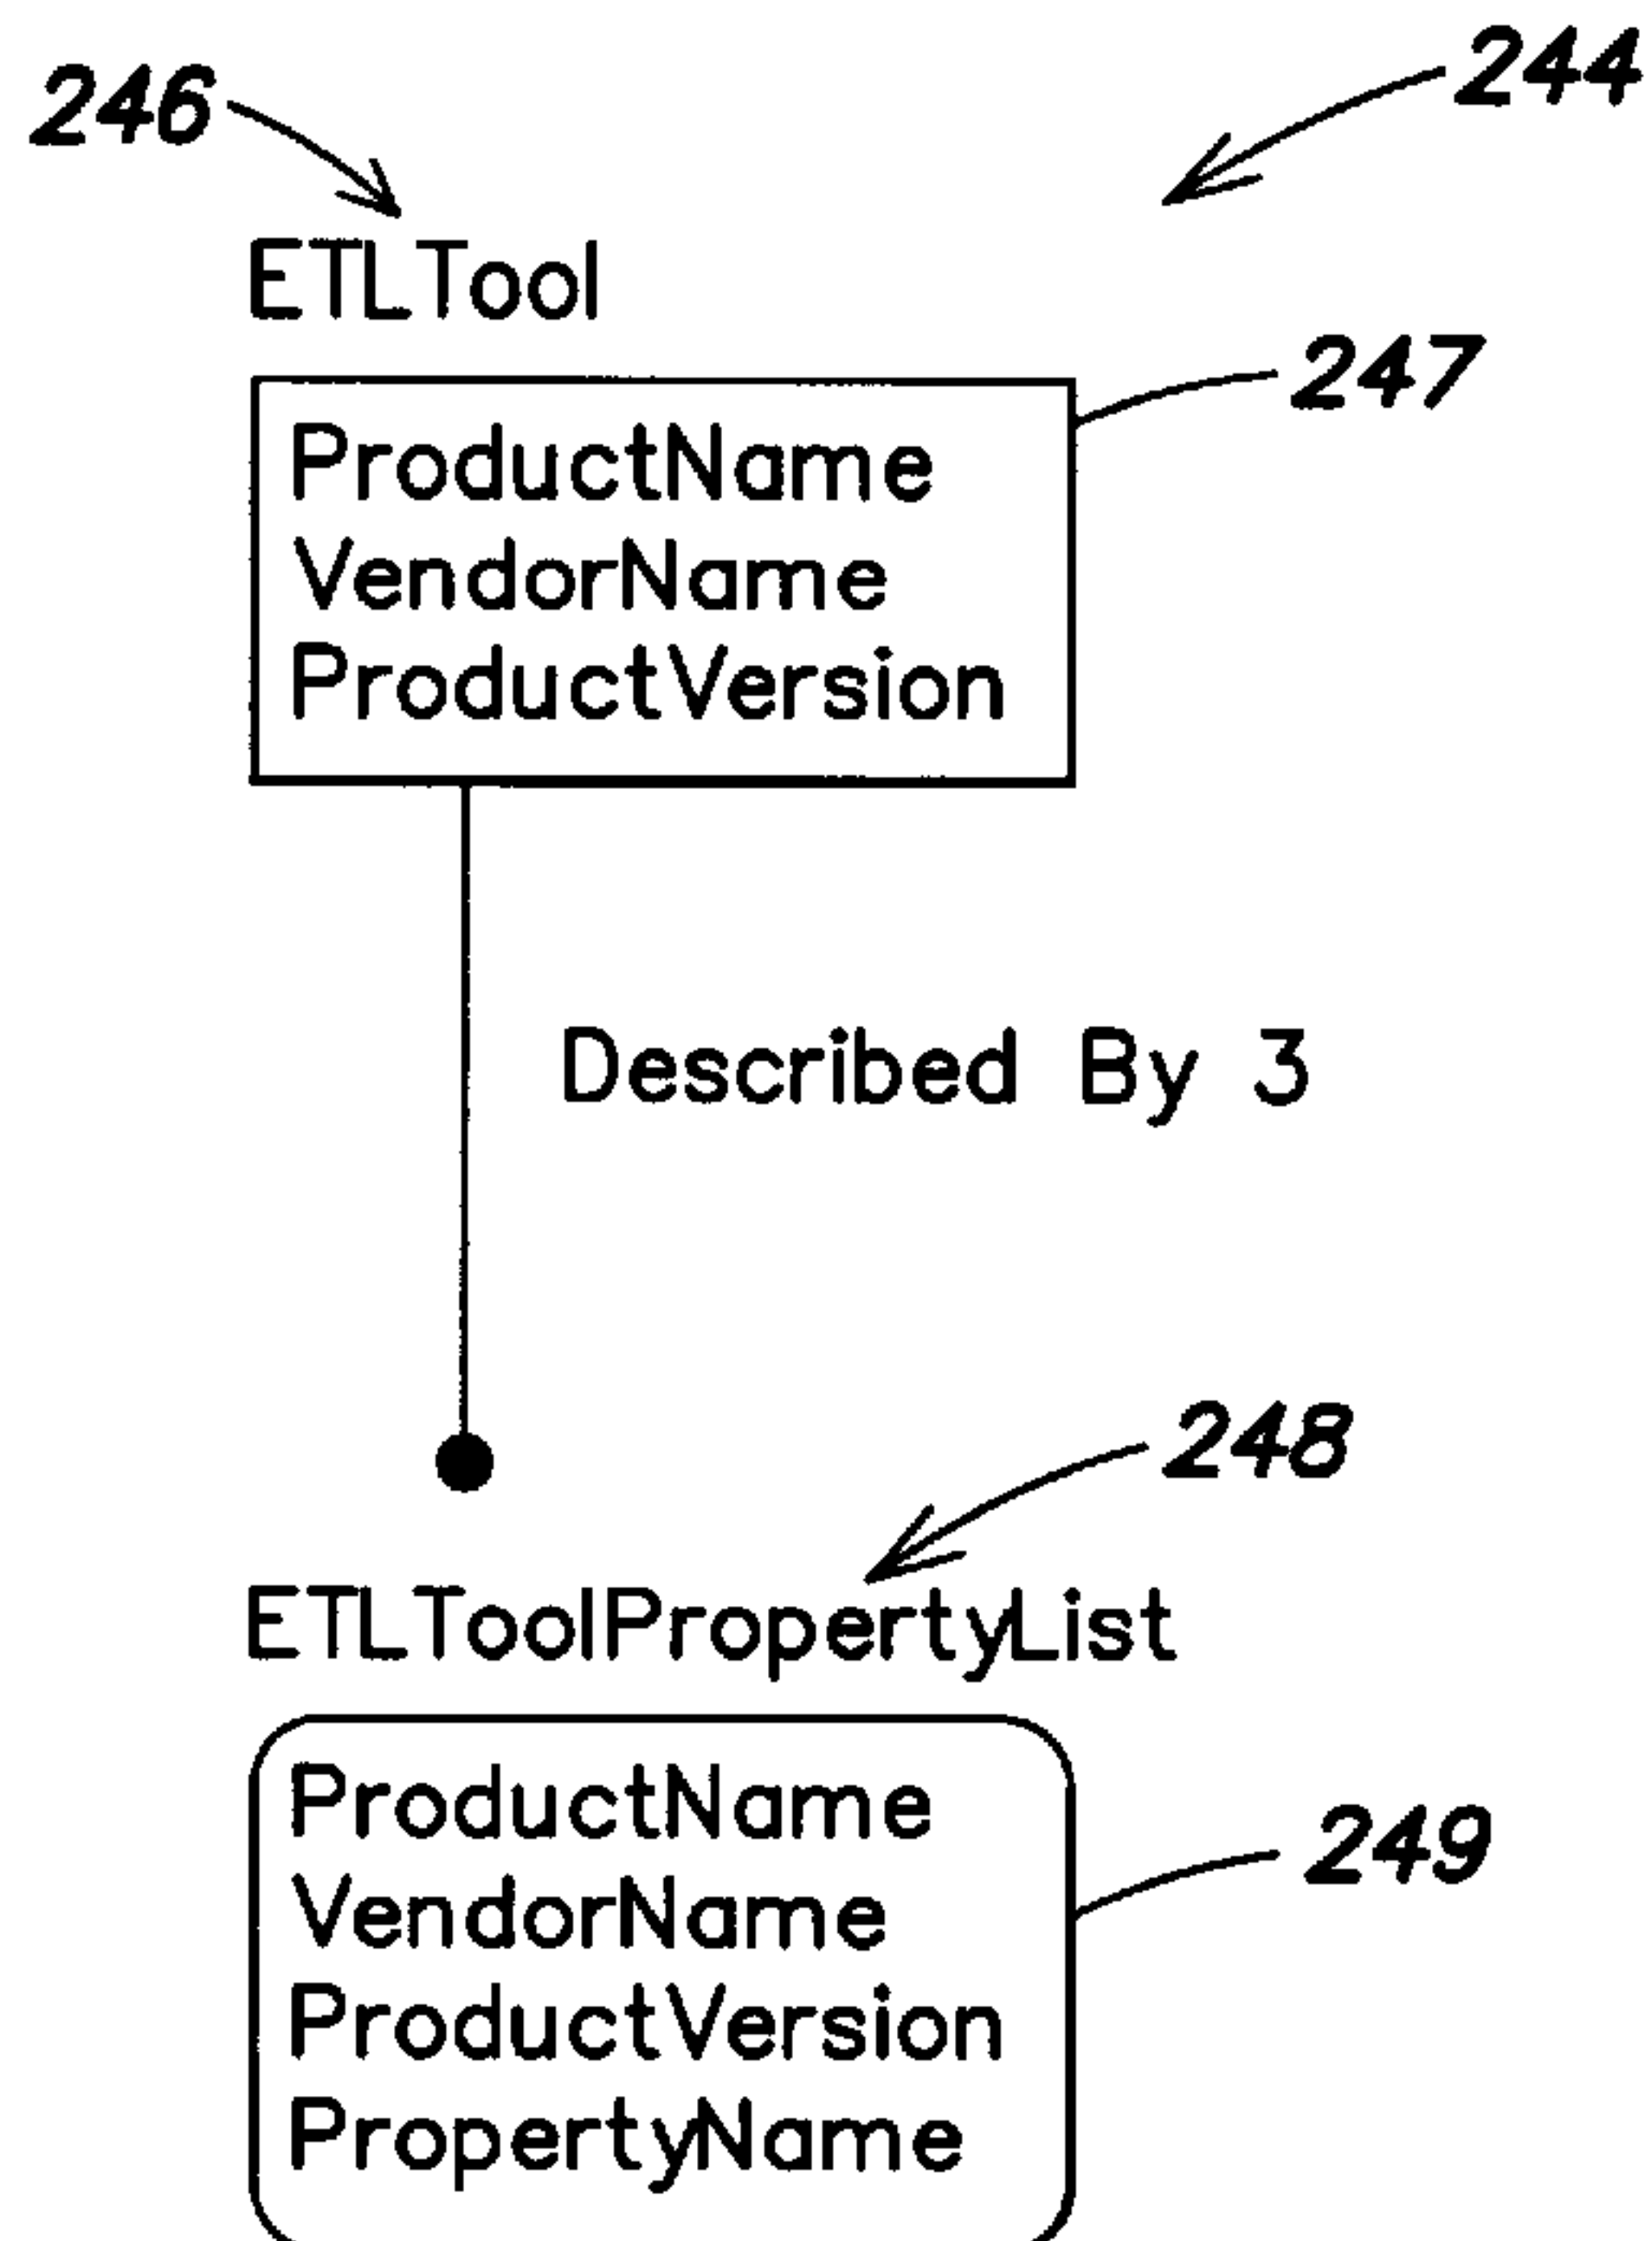 246
244
ETLTool
247
ProductName
VendorName
ProductVersion
Described By 3
248
ETLToolPropertyList
ProductName
249
VendorName
ProductVersion
PropertyName